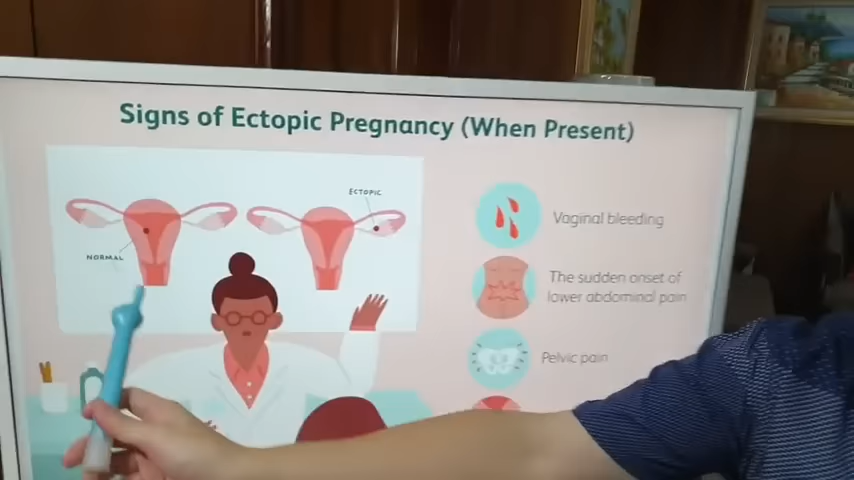 Signs of Ectopic Pregnancy (When Present)
ECTOPIC
NORMAL
Vaginal bleeding
The sudden onset of
lower abdominal pain
Pelvic pain